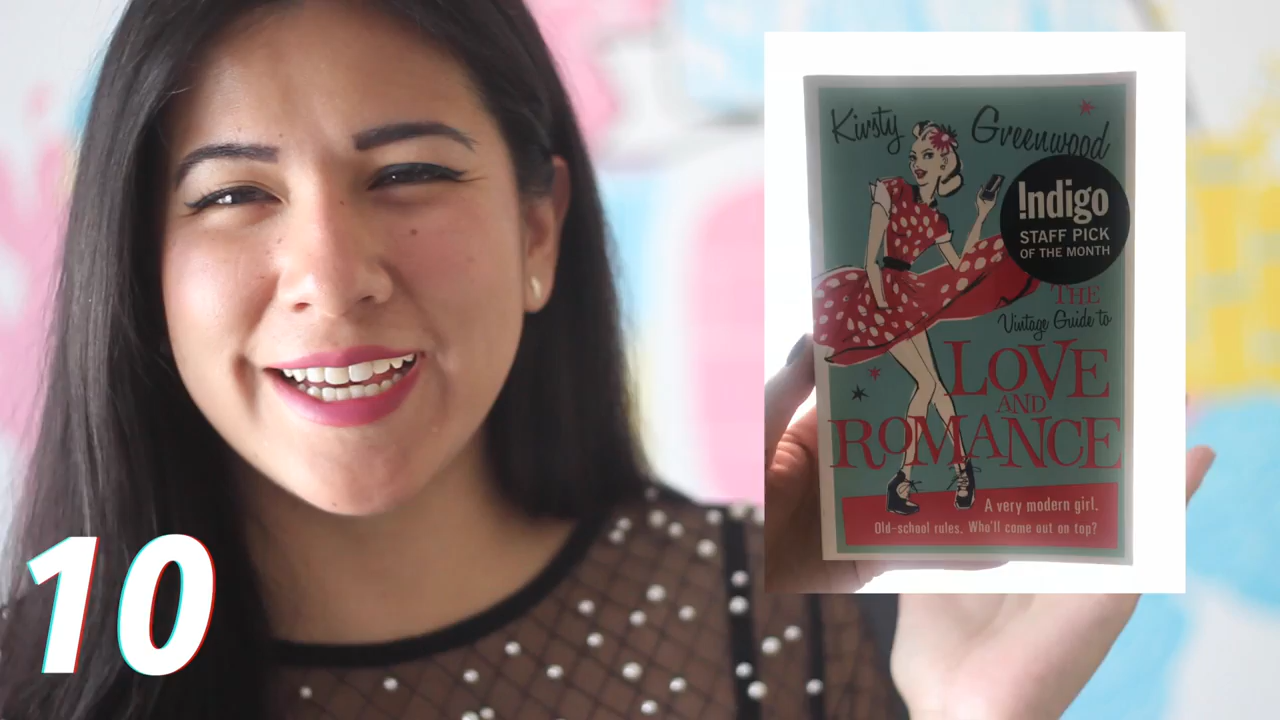 Kirsty Greenwood
!ndigo
STAFF PICK
OF THE MONTH
THE
Vintage Guide to
LOVE
AND
ROMANCE
A very modern girl.
Old-school rules. Who'll come out on top?
10